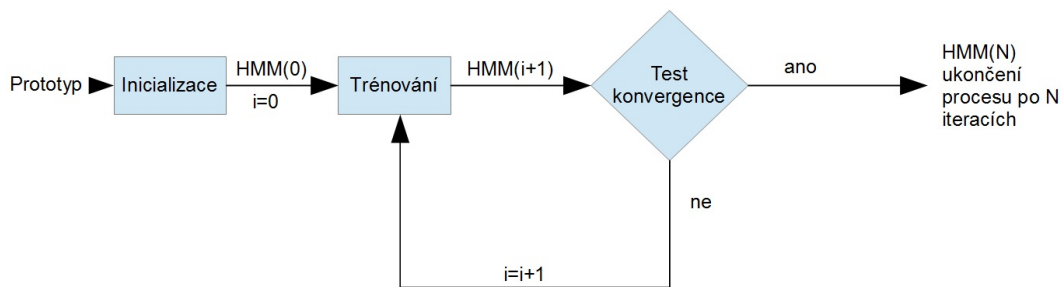 Prototyp
Inicializace
HMM(0)
i=0
Trénování
HMM(i+1)
Test
konvergence
ano
HMM(N)
ukončení
procesu po N
iteracích
ne
i=i+1